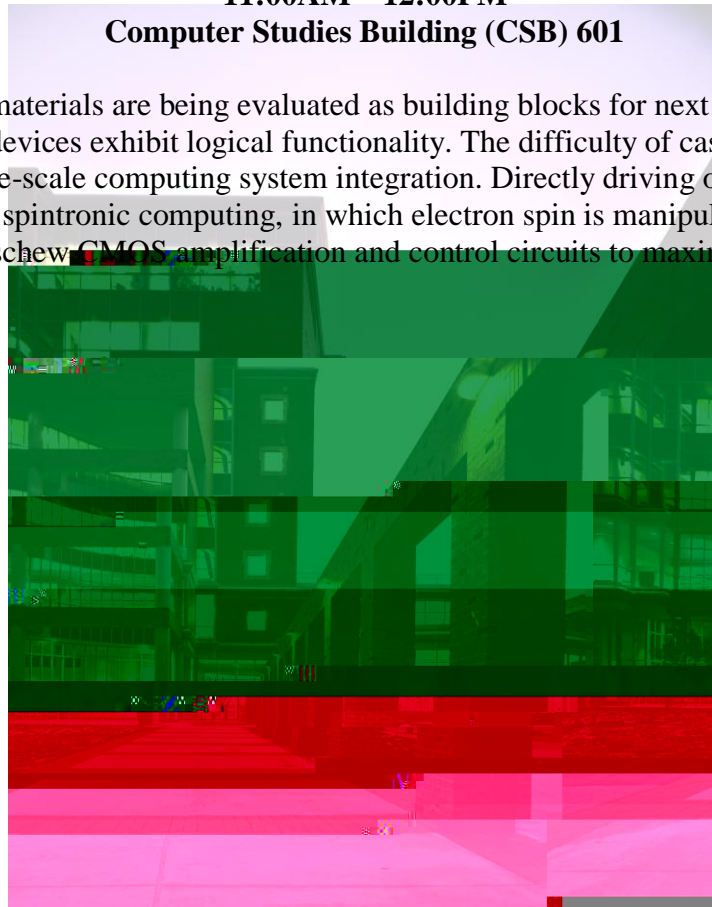 11:00AM – 12:00PM
Computer Studies Building (CSB) 601
materials are being evaluated as building blocks for next
devices exhibit logical functionality. The difficulty of cas
e-scale computing system integration. Directly driving
spintronic computing, in which electron spin is manipul
schew CMOS amplification and control circuits to maxin